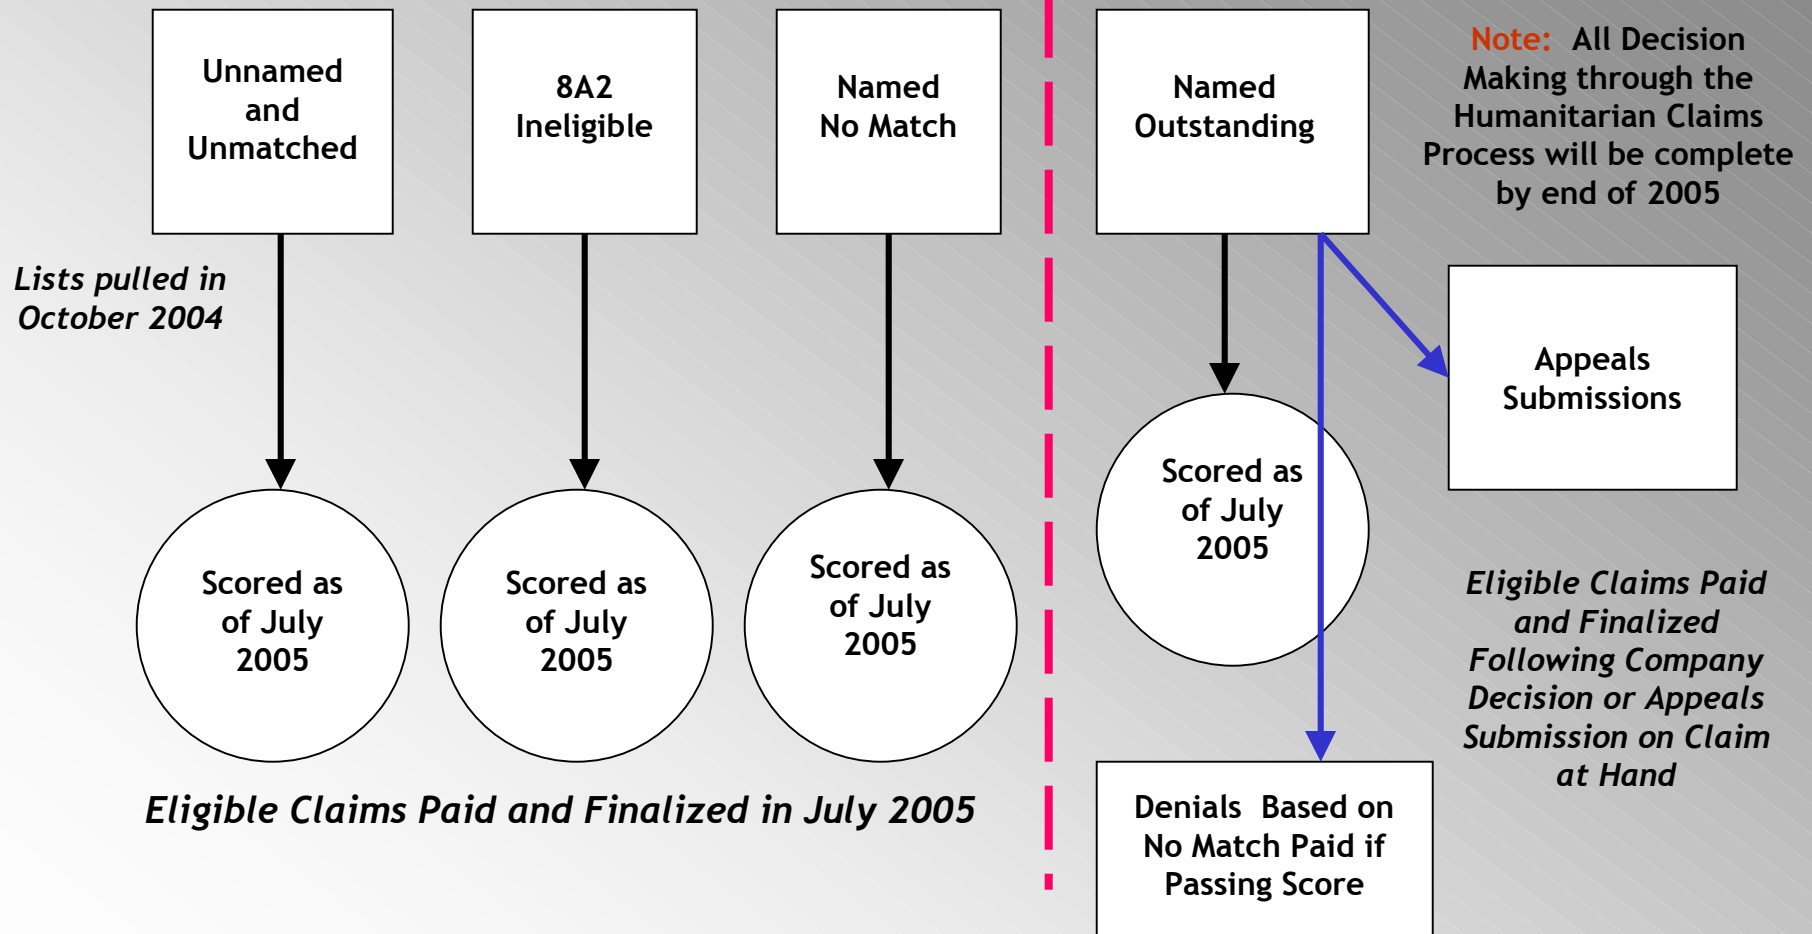 Unnamed
and
Unmatched
8A2
Ineligible
Named
No Match
Named
Outstanding
Note: All Decision
Making through the
Humanitarian Claims
Process will be complete
by end of 2005
Lists pulled in
October 2004
Appeals
Submissions
Scored as
of July
2005
Scored as
of July
2005
Scored as
of July
2005
Scored as
of July
2005
Eligible Claims Paid
and Finalized
Following Company
Decision or Appeals
Submission on Claim
at Hand
Eligible Claims Paid and Finalized in July 2005
Denials Based on
No Match Paid if
Passing Score